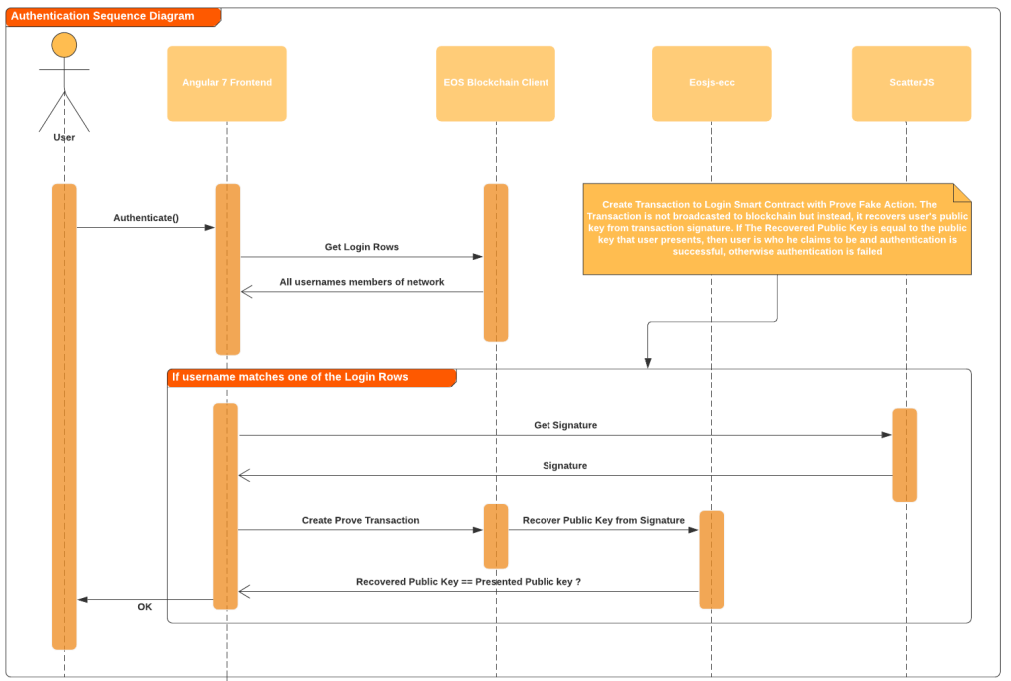 Authentication Sequence Diagram
User
Angular 7 Frontend
EOS Blockchain Client
Eosjs-ecc
ScatterJS
Create Transaction to Login Smart Contract with Prove Fake Action. The
Transaction is not broadcasted to blockchain but instead, it recovers user's public
key from transaction signature. If The Recovered Public Key is equal to the public
key that user presents, then user is who he claims to be and authentication is
successful, otherwise authentication is failed
Authenticate()
Get Login Rows
All usernames members of network
If username matches one of the Login Rows
Get Signature
Signature
Create Prove Transaction
Recover Public Key from Signature
Recovered Public Key == Presented Public key ?
OK